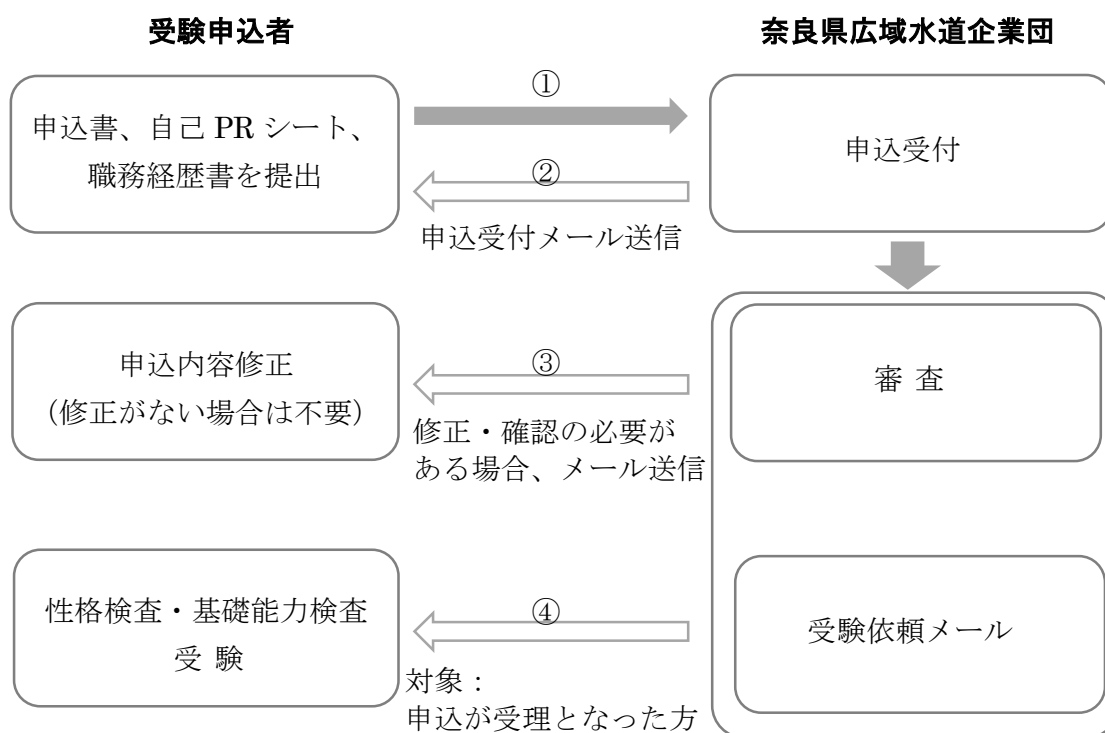 受験申込者
奈良県広域水道企業団
申込書、自己 PR シート、
職務経歴書を提出
①
申込受付
②
申込受付メール送信
申込内容修正
（修正がない場合は不要）
③
修正・確認の必要が
ある場合、メール送信
審 査
性格検査・基礎能力検査
受 験
④
対象：
申込が受理となった方
受験依頼メール